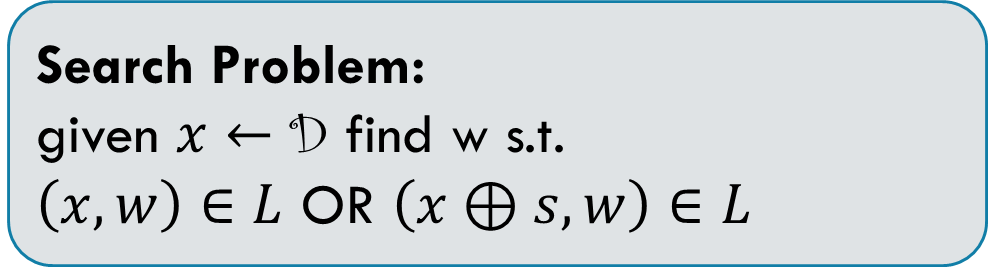 Search Problem:
given 𝑥 ← 𝒟 find w s.t.
(𝑥, 𝑤) ∈ 𝐿 OR (𝑥 ⊕ 𝑠, 𝑤) ∈ 𝐿